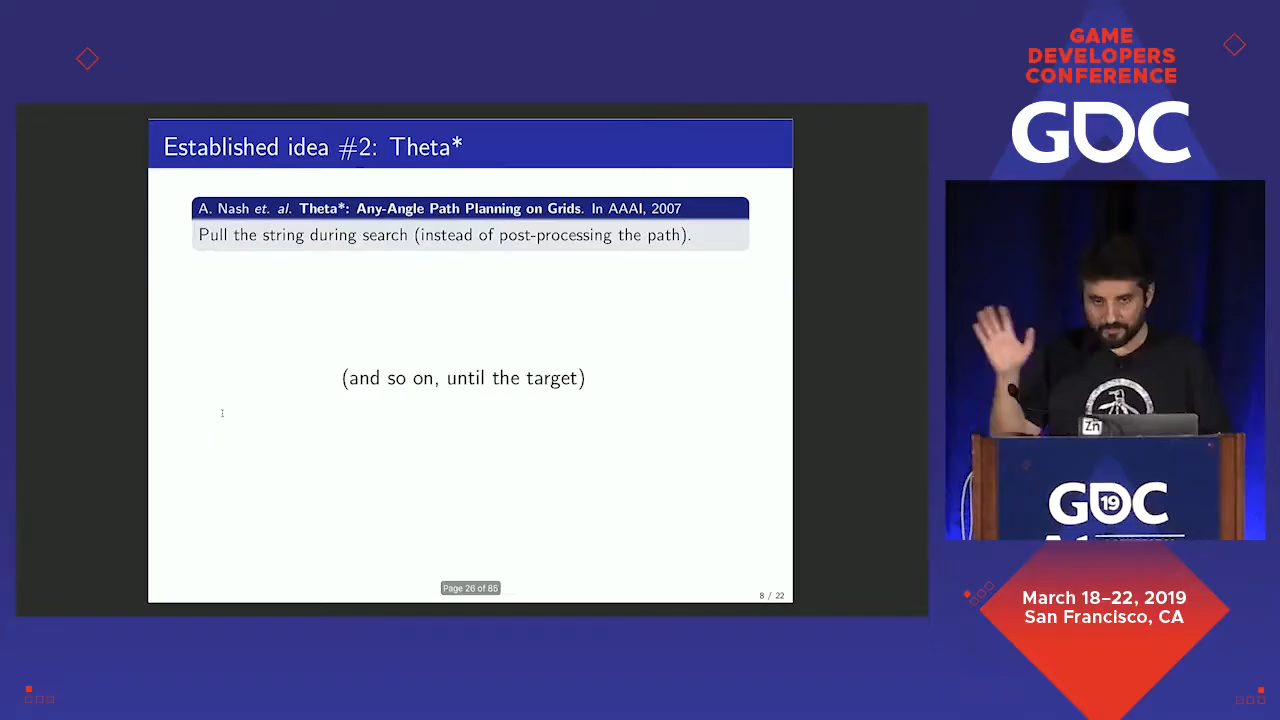 GAME
DEVELOPERS
CONFERENCE
GDC
Established idea #2: Theta*
A. Nash et. al. Theta*: Any-Angle Path Planning on Grids. In AAAI, 2007
Pull the string during search (instead of post-processing the path).
(and so on, until the target)
Page 26 of 85
8 / 22
Zn
GDC
19
March 18–22, 2019
San Francisco, CA